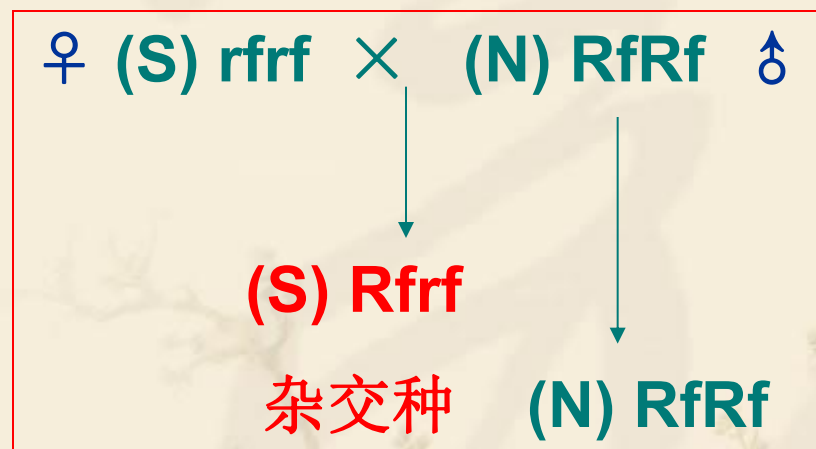 ♀ (S) rfrf × (N) RfRf ♂
(S) Rfrf
杂交种 (N) RfRf